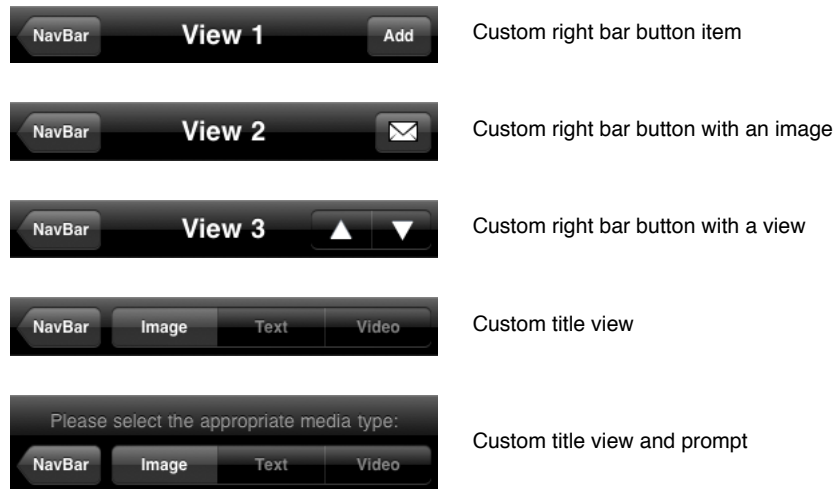 NavBar View 1 Add Custom right bar button item
NavBar View 2 Custom right bar button with an image
NavBar View 3 Custom right bar button with a view
NavBar Image Text Video Custom title view
Please select the appropriate media type:
Custom title view and prompt
NavBar Image Text Video